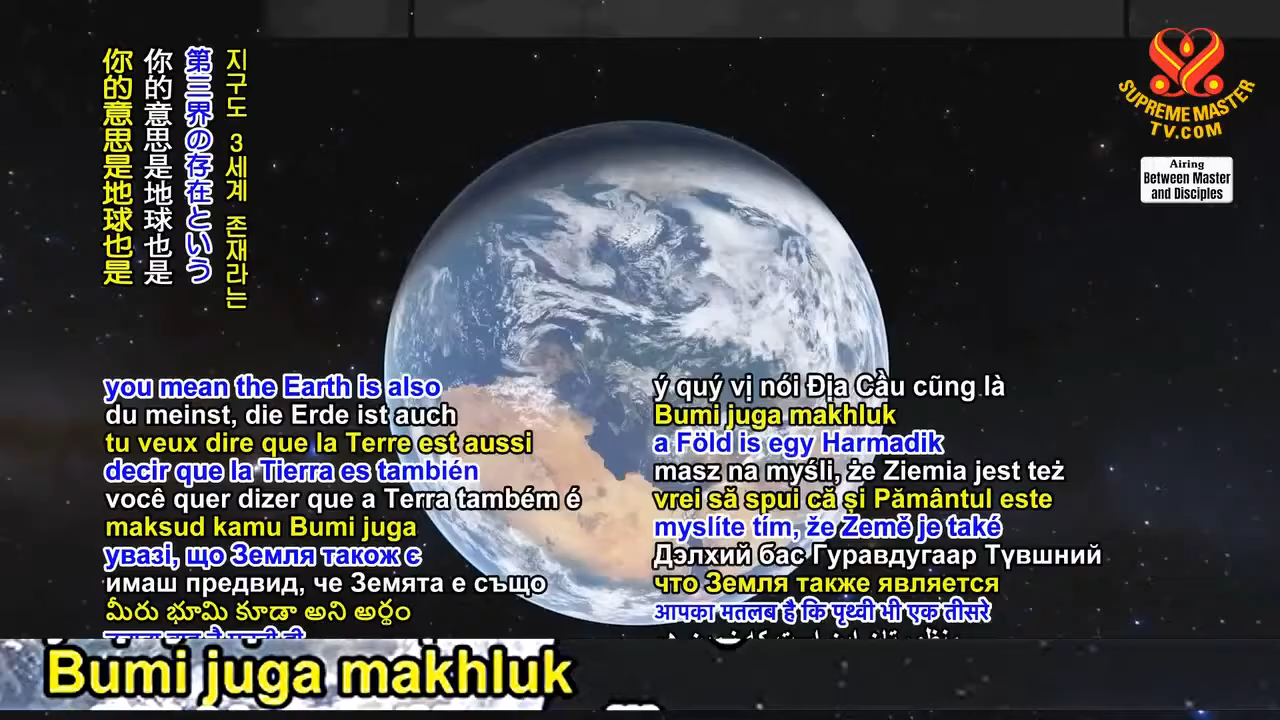 지구도 3세계 존재라는
第三界の存在という
你的意思是地球也是
你的意思是地球也是
SUPREME MASTER
TV.COM
Airing
Between Master
and Disciples
you mean the Earth is also
du meinst, die Erde ist auch
tu veux dire que la Terre est aussi
decir que la Tierra es también
você quer dizer que a Terra também é
maksud kamu Bumi juga
увазі, що Земля також є
имаш предвид, че Земята е също
మీరు భూమి కూడా అని అర్థం
ý quý vị nói Địa Cầu cũng là
Bumi juga makhluk
a Föld is egy Harmadik
masz na myśli, że Ziemia jest też
vrei să spui că și Pământul este
myslíte tím, že Země je také
Дэлхий бас Гуравдугаар Түвшний
что Земля также является
आपका मतलब है कि पृथ्वी भी एक तीसरे
Bumi juga makhluk